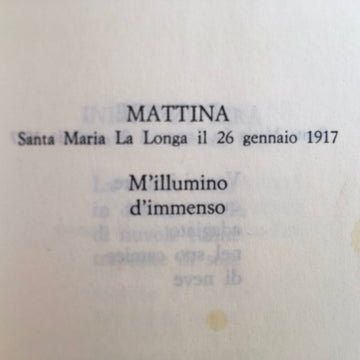 MATTINA
Santa Maria La Longa il 26 gennaio 1917
M'illumino
d'immenso